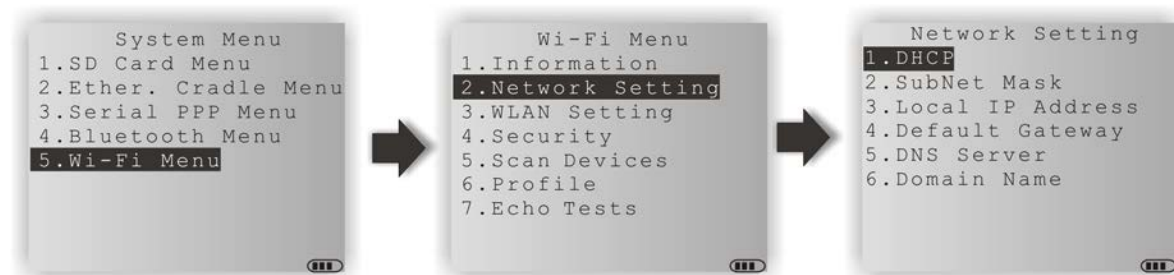 System Menu
1.SD Card Menu
2.Ether. Cradle Menu
3.Serial PPP Menu
4.Bluetooth Menu
5.Wi-Fi Menu
Wi-Fi Menu
1.Information
2.Network Setting
3.WLAN Setting
4.Security
5.Scan Devices
6.Profile
7.Echo Tests
Network Setting
1.DHCP
2.SubNet Mask
3.Local IP Address
4.Default Gateway
5.DNS Server
6.Domain Name